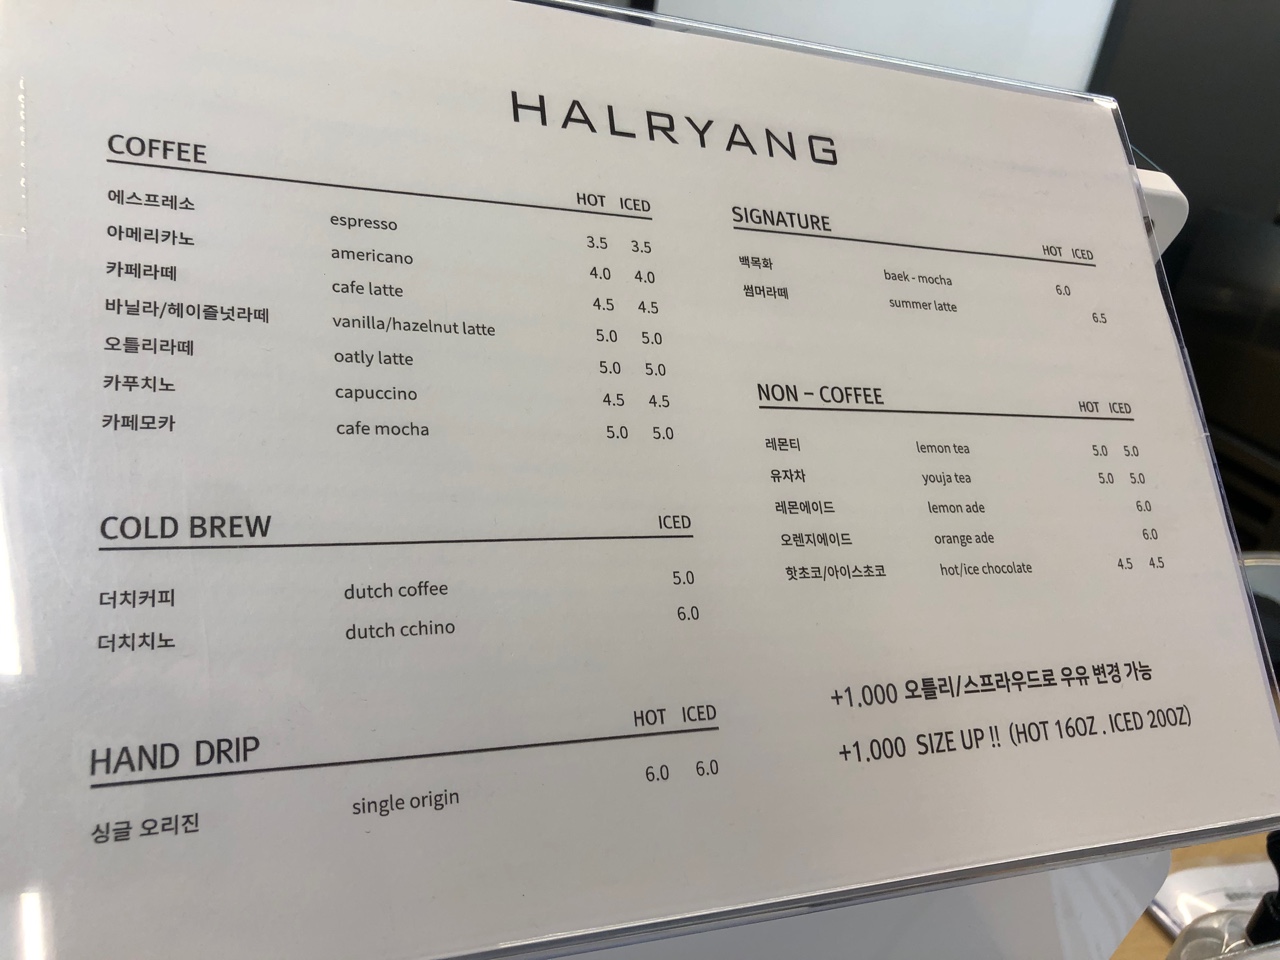 HALRYANG
COFFEE HOT ICED
에스프레소 espresso 3.5 3.5
아메리카노 americano 4.0 4.0
카페라떼 cafe latte 4.5 4.5
바닐라/헤이즐넛라떼 vanilla/hazelnut latte 5.0 5.0
오틀리라떼 oatly latte 5.0 5.0
카푸치노 capuccino 4.5 4.5
카페모카 cafe mocha 5.0 5.0
COLD BREW ICED
더치커피 dutch coffee 5.0
더치치노 dutch cchino 6.0
HAND DRIP HOT ICED
싱글 오리진 single origin 6.0 6.0
SIGNATURE HOT ICED
백목화 baek - mocha 6.0
썸머라떼 summer latte 6.5
NON - COFFEE HOT ICED
레몬티 lemon tea 5.0 5.0
유자차 youja tea 5.0 5.0
레몬에이드 lemon ade 6.0
오렌지에이드 orange ade 6.0
핫초코/아이스초코 hot/ice chocolate 4.5 4.5
+1.000 오틀리/스프라우드로 우유 변경 가능
+1.000 SIZE UP !! (HOT 16OZ . ICED 20OZ)